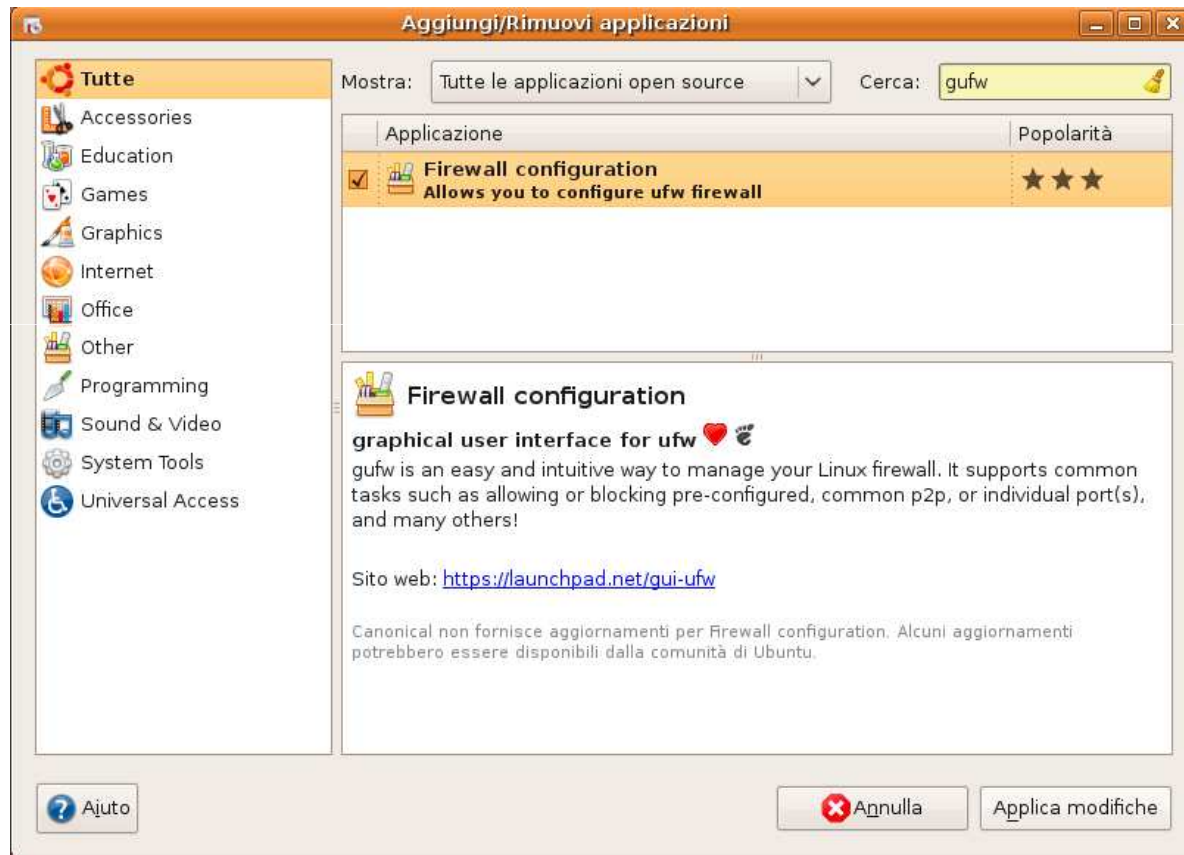 Aggiungi/Rimuovi applicazioni
Tutte
Accessories
Education
Games
Graphics
Internet
Office
Other
Programming
Sound & Video
System Tools
Universal Access
Mostra: Tutte le applicazioni open source Cerca: gufw
Applicazione Popolarità
Firewall configuration
Allows you to configure ufw firewall
Firewall configuration
graphical user interface for ufw
gufw is an easy and intuitive way to manage your Linux firewall. It supports common
tasks such as allowing or blocking pre-configured, common p2p, or individual port(s),
and many others!
Sito web: https://launchpad.net/gui-ufw
Canonical non fornisce aggiornamenti per Firewall configuration. Alcuni aggiornamenti
potrebbero essere disponibili dalla comunità di Ubuntu.
Aiuto Annulla Applica modifiche